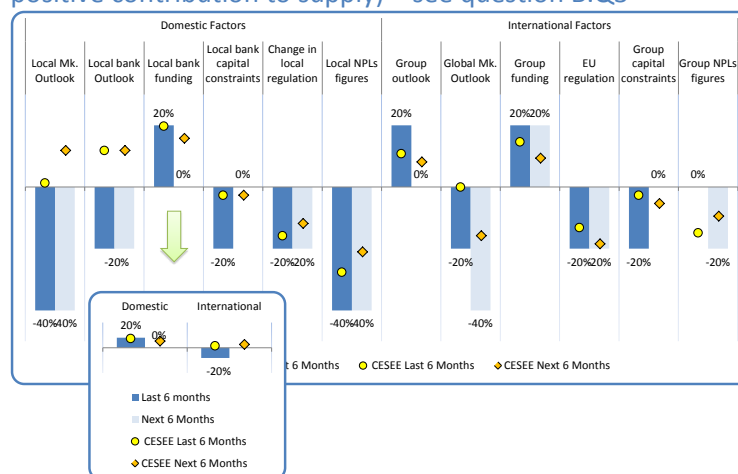 positive contribution to supply) – see question B.Q8
Domestic Factors
International Factors
Local Mk. Outlook
Local bank Outlook
Local bank funding
Local bank capital constraints
Change in local regulation
Local NPLs figures
Group outlook
Global Mk. Outlook
Group funding
EU regulation
Group capital constraints
Group NPLs figures
20%
0%
0%
20%
0%
20%
20%
0%
0%
-20%
-20%
-20%
-20%
-20%
-20%
-20%
-20%
-20%
-40%
-40%
-40%
-40%
-40%
Domestic
International
20%
0%
-20%
Last 6 months
Next 6 Months
CESEE Last 6 Months
CESEE Next 6 Months
t 6 Months
CESEE Last 6 Months
CESEE Next 6 Months